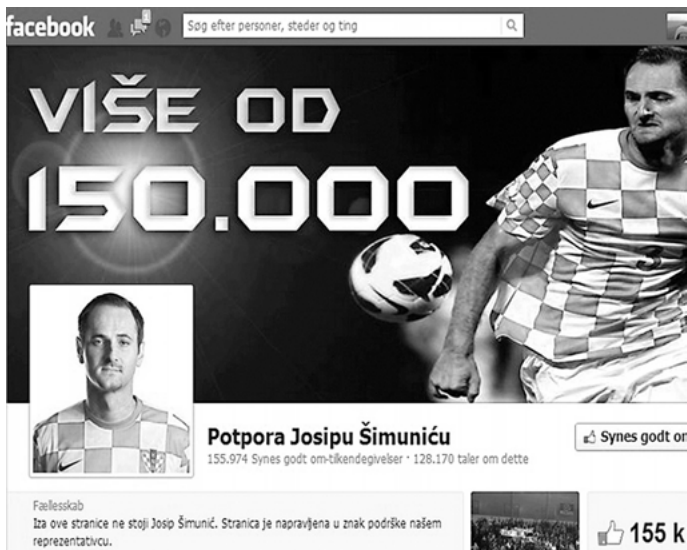 facebook
1
Søg efter personer, steder og ting
VIŠE OD
150.000
3
Potpora Josipu Šimuniću
Synes godt om
155.974 Synes godt om-tilkendegivelser · 128.170 taler om dette
Fællesskab
Iza ove stranice ne stoji Josip Šimunić. Stranica je napravljena u znak podrške našem
reprezentativcu.
155 k